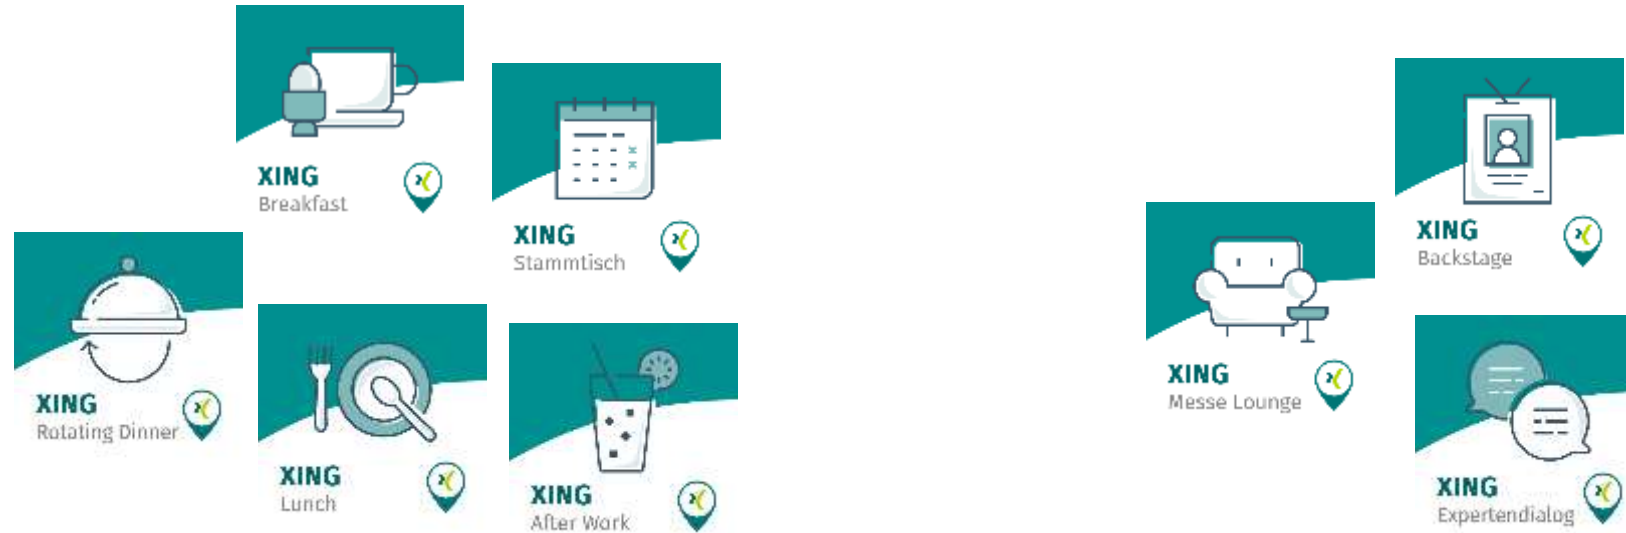 XING
Breakfast
XING
Stammtisch
XING
Rotating Dinner
XING
Lunch
XING
After Work
XING
Backstage
XING
Messe Lounge
XING
Expertendialog